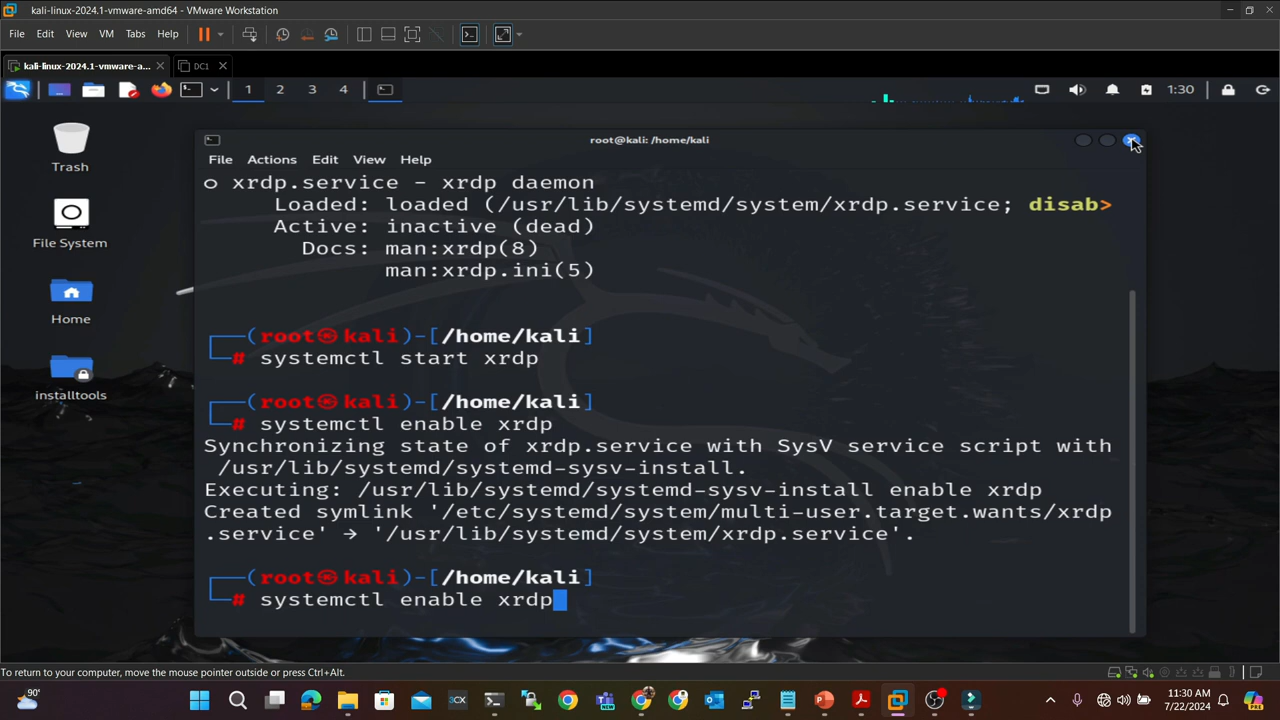 kali-linux-2024.1-vmware-amd64 - VMware Workstation
File Edit View VM Tabs Help
kali-linux-2024.1-vmware-a... DC1
1 2 3 4 1:30
root@kali: /home/kali
File Actions Edit View Help
○ xrdp.service - xrdp daemon
Loaded: loaded (/usr/lib/systemd/system/xrdp.service; disab>
Active: inactive (dead)
Docs: man:xrdp(8)
man:xrdp.ini(5)
┌──(root㉿kali)-[/home/kali]
└─# systemctl start xrdp
┌──(root㉿kali)-[/home/kali]
└─# systemctl enable xrdp
Synchronizing state of xrdp.service with SysV service script with
/usr/lib/systemd/systemd-sysv-install.
Executing: /usr/lib/systemd/systemd-sysv-install enable xrdp
Created symlink '/etc/systemd/system/multi-user.target.wants/xrdp
.service' → '/usr/lib/systemd/system/xrdp.service'.
┌──(root㉿kali)-[/home/kali]
└─# systemctl enable xrdp
Trash
File System
Home
installtools
To return to your computer, move the mouse pointer outside or press Ctrl+Alt.
90°
11:30 AM
7/22/2024